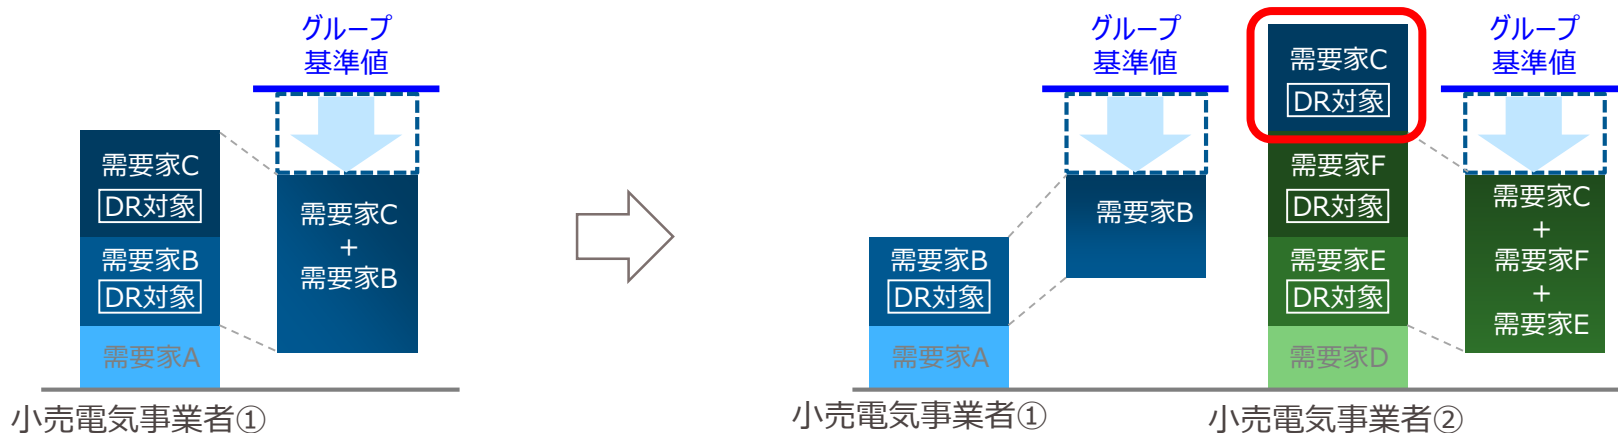 グループ
基準値
需要家C
DR対象
需要家B
DR対象
需要家A
需要家C
+
需要家B
小売電気事業者①
グループ
基準値
需要家B
需要家B
DR対象
需要家A
小売電気事業者①
需要家C
DR対象
需要家F
DR対象
需要家E
DR対象
需要家D
グループ
基準値
需要家C
+
需要家F
+
需要家E
小売電気事業者②